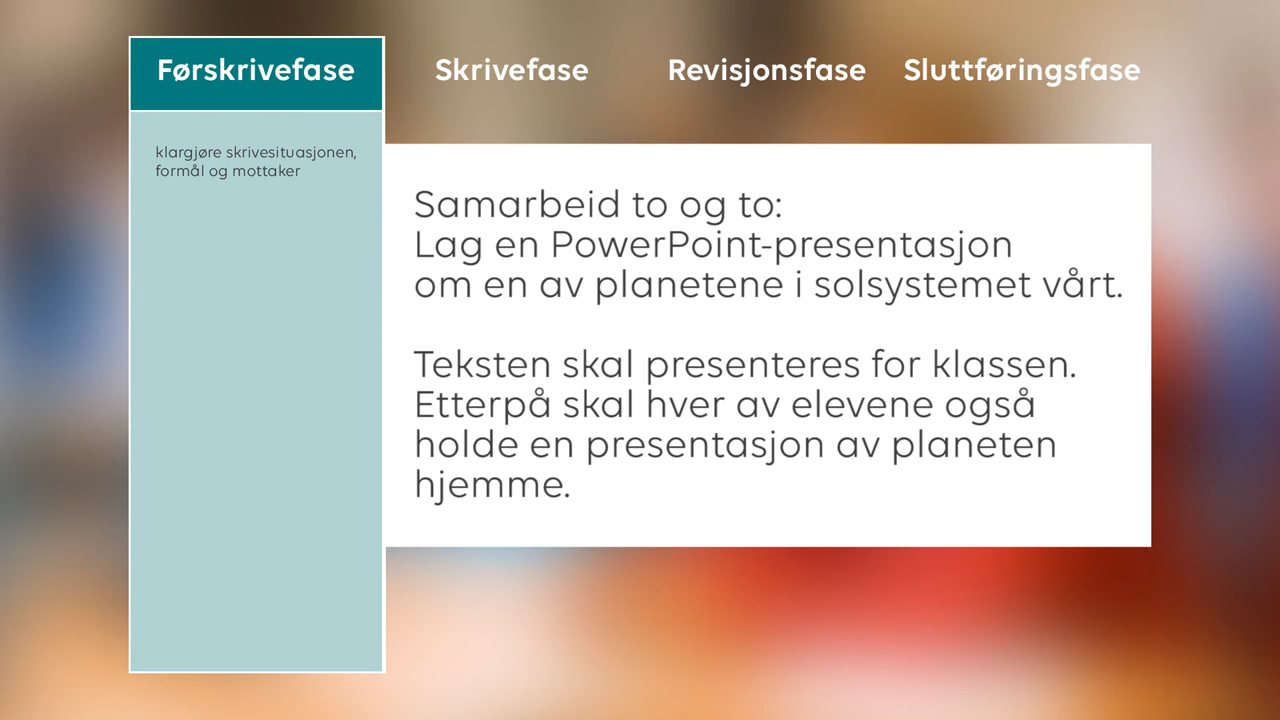 Førskrivefase
Skrivefase
Revisjonsfase
Sluttføringsfase
klargjøre skrivesituasjonen,
formål og mottaker
Samarbeid to og to:
Lag en PowerPoint-presentasjon
om en av planetene i solsystemet vårt.
Teksten skal presenteres for klassen.
Etterpå skal hver av elevene også
holde en presentasjon av planeten
hjemme.